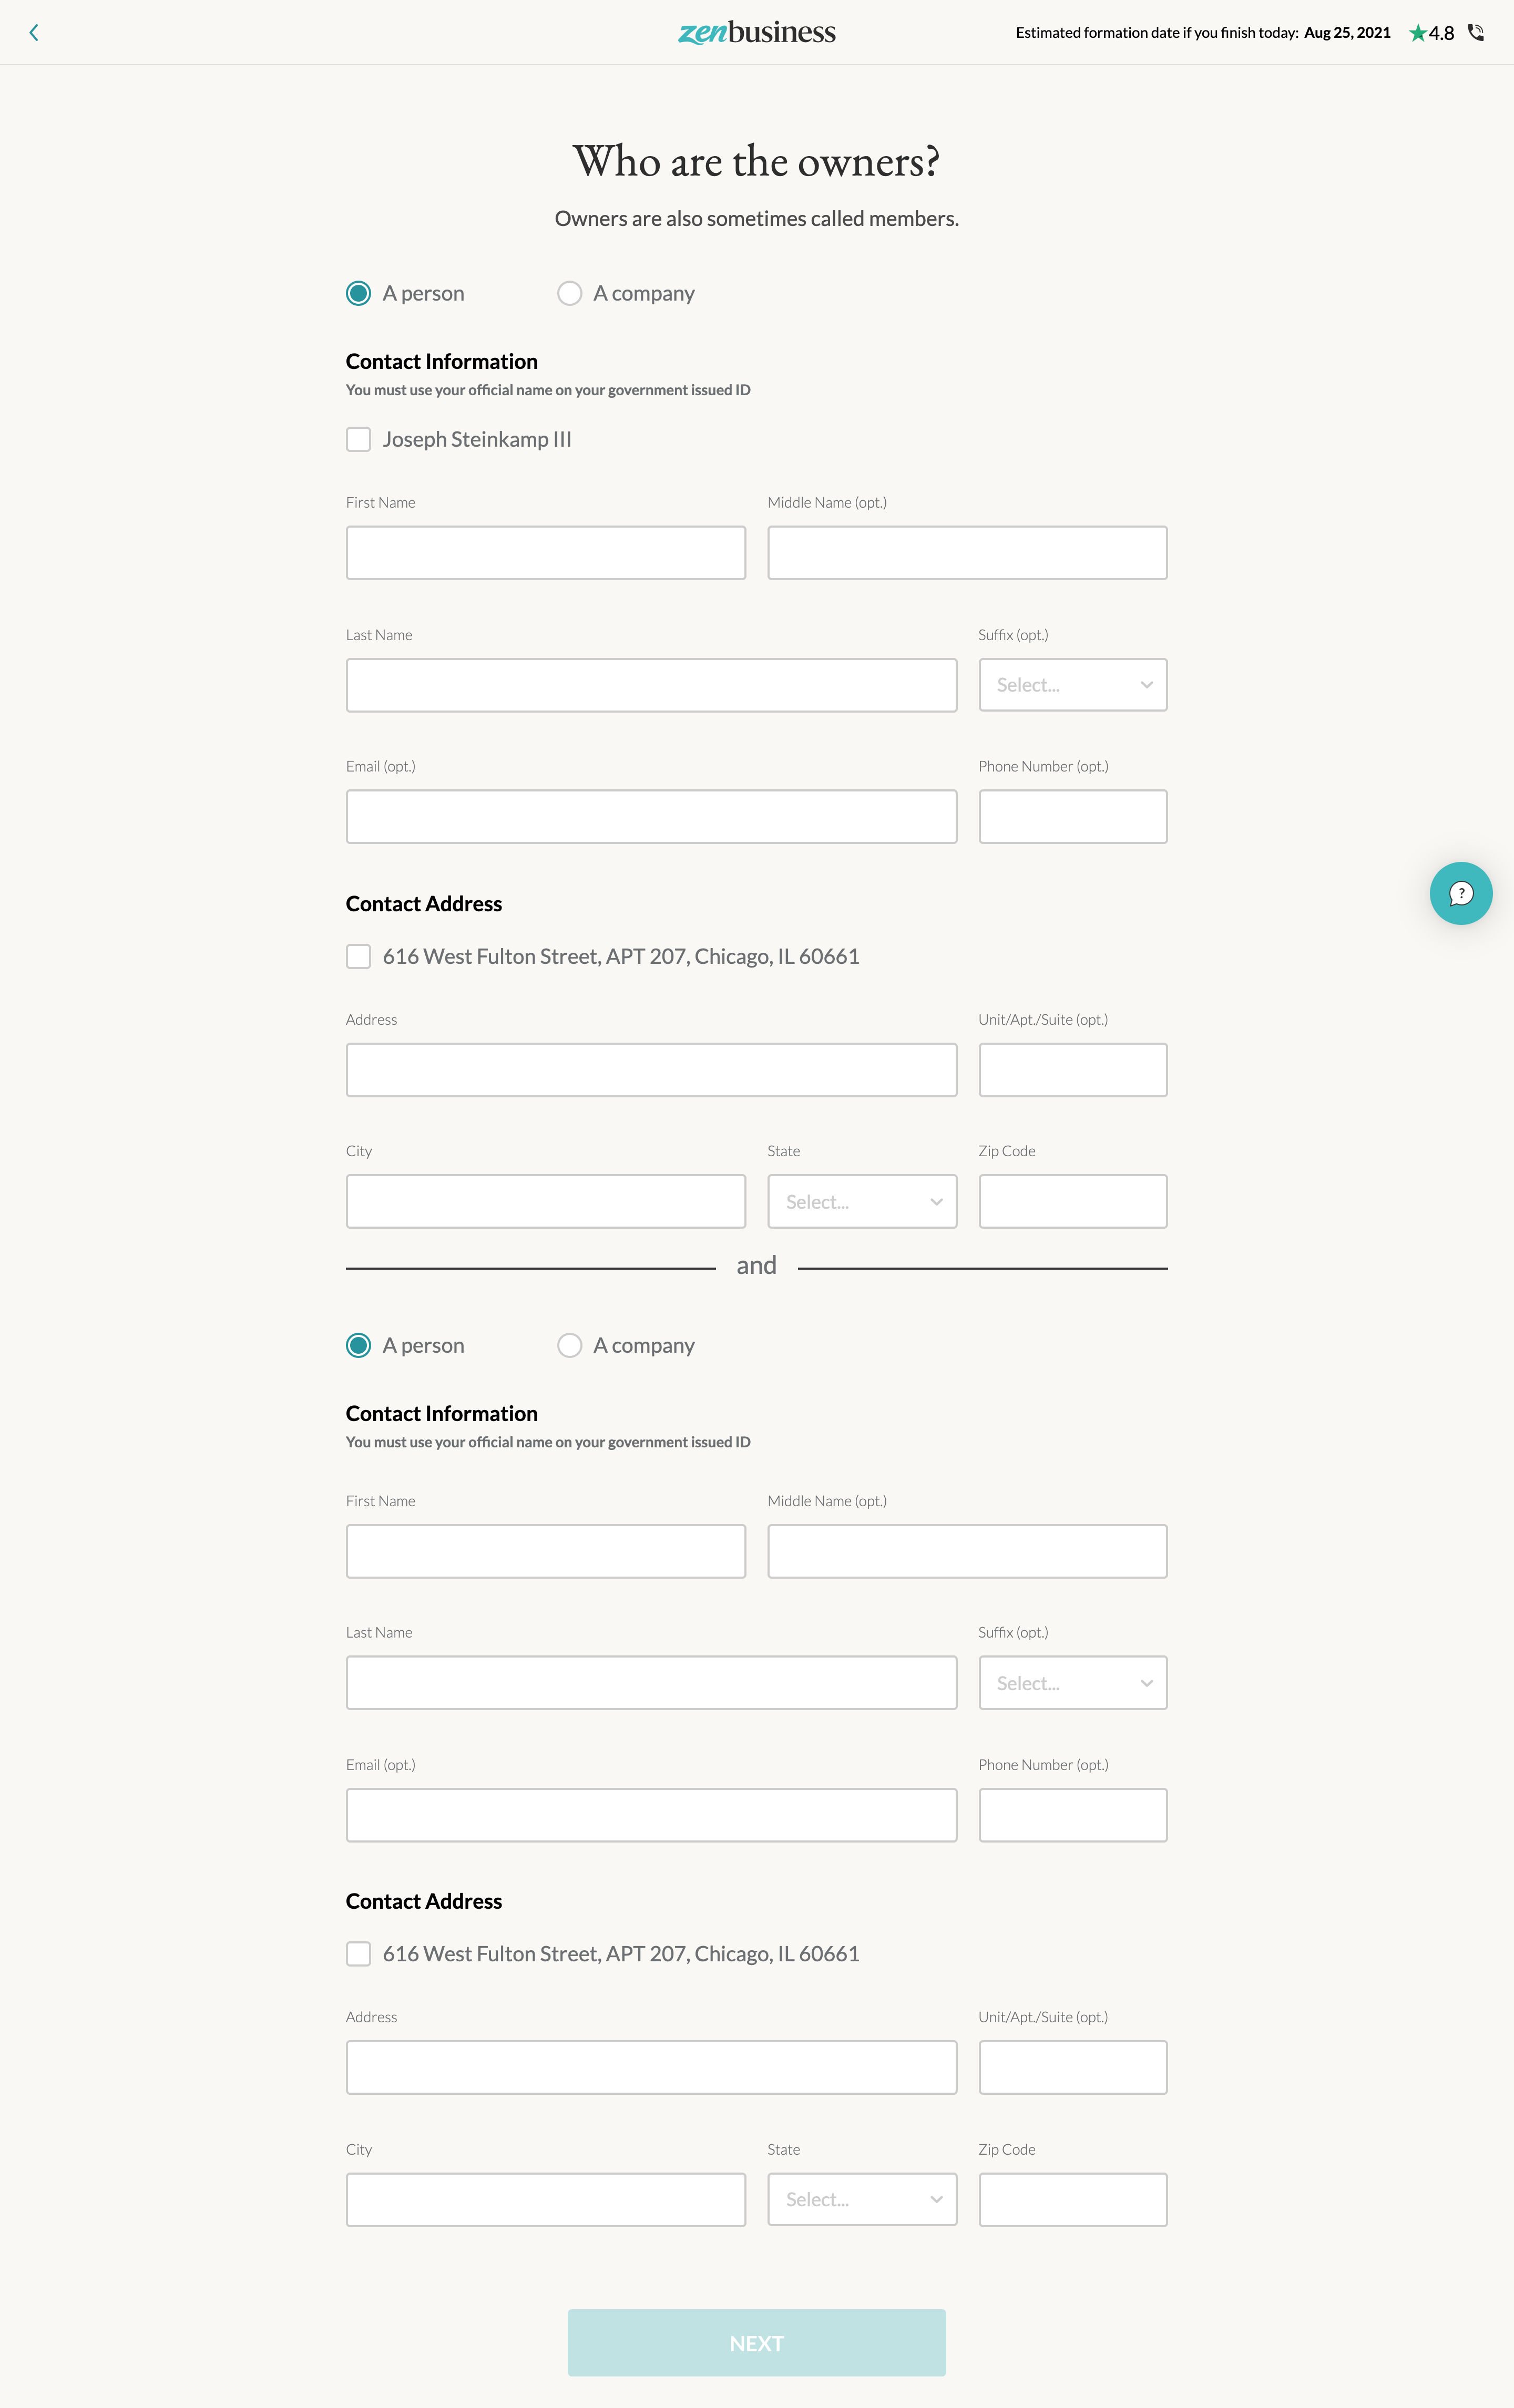 zenbusiness
Estimated formation date if you finish today: Aug 25, 2021
4.8
Who are the owners?
Owners are also sometimes called members.
A person
A company
Contact Information
You must use your official name on your government issued ID
Joseph Steinkamp III
First Name
Middle Name (opt.)
Last Name
Suffix (opt.)
Select...
Email (opt.)
Phone Number (opt.)
?
Contact Address
616 West Fulton Street, APT 207, Chicago, IL 60661
Address
Unit/Apt./Suite (opt.)
City
State
Zip Code
Select...
and
A person
A company
Contact Information
You must use your official name on your government issued ID
First Name
Middle Name (opt.)
Last Name
Suffix (opt.)
Select...
Email (opt.)
Phone Number (opt.)
Contact Address
616 West Fulton Street, APT 207, Chicago, IL 60661
Address
Unit/Apt./Suite (opt.)
City
State
Zip Code
Select...
NEXT